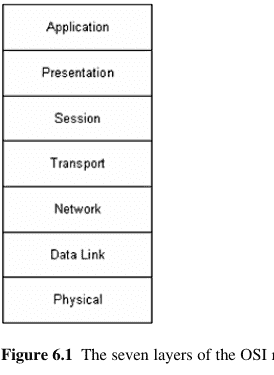 Application
Presentation
Session
Transport
Network
Data Link
Physical
Figure 6.1 The seven layers of the OSI